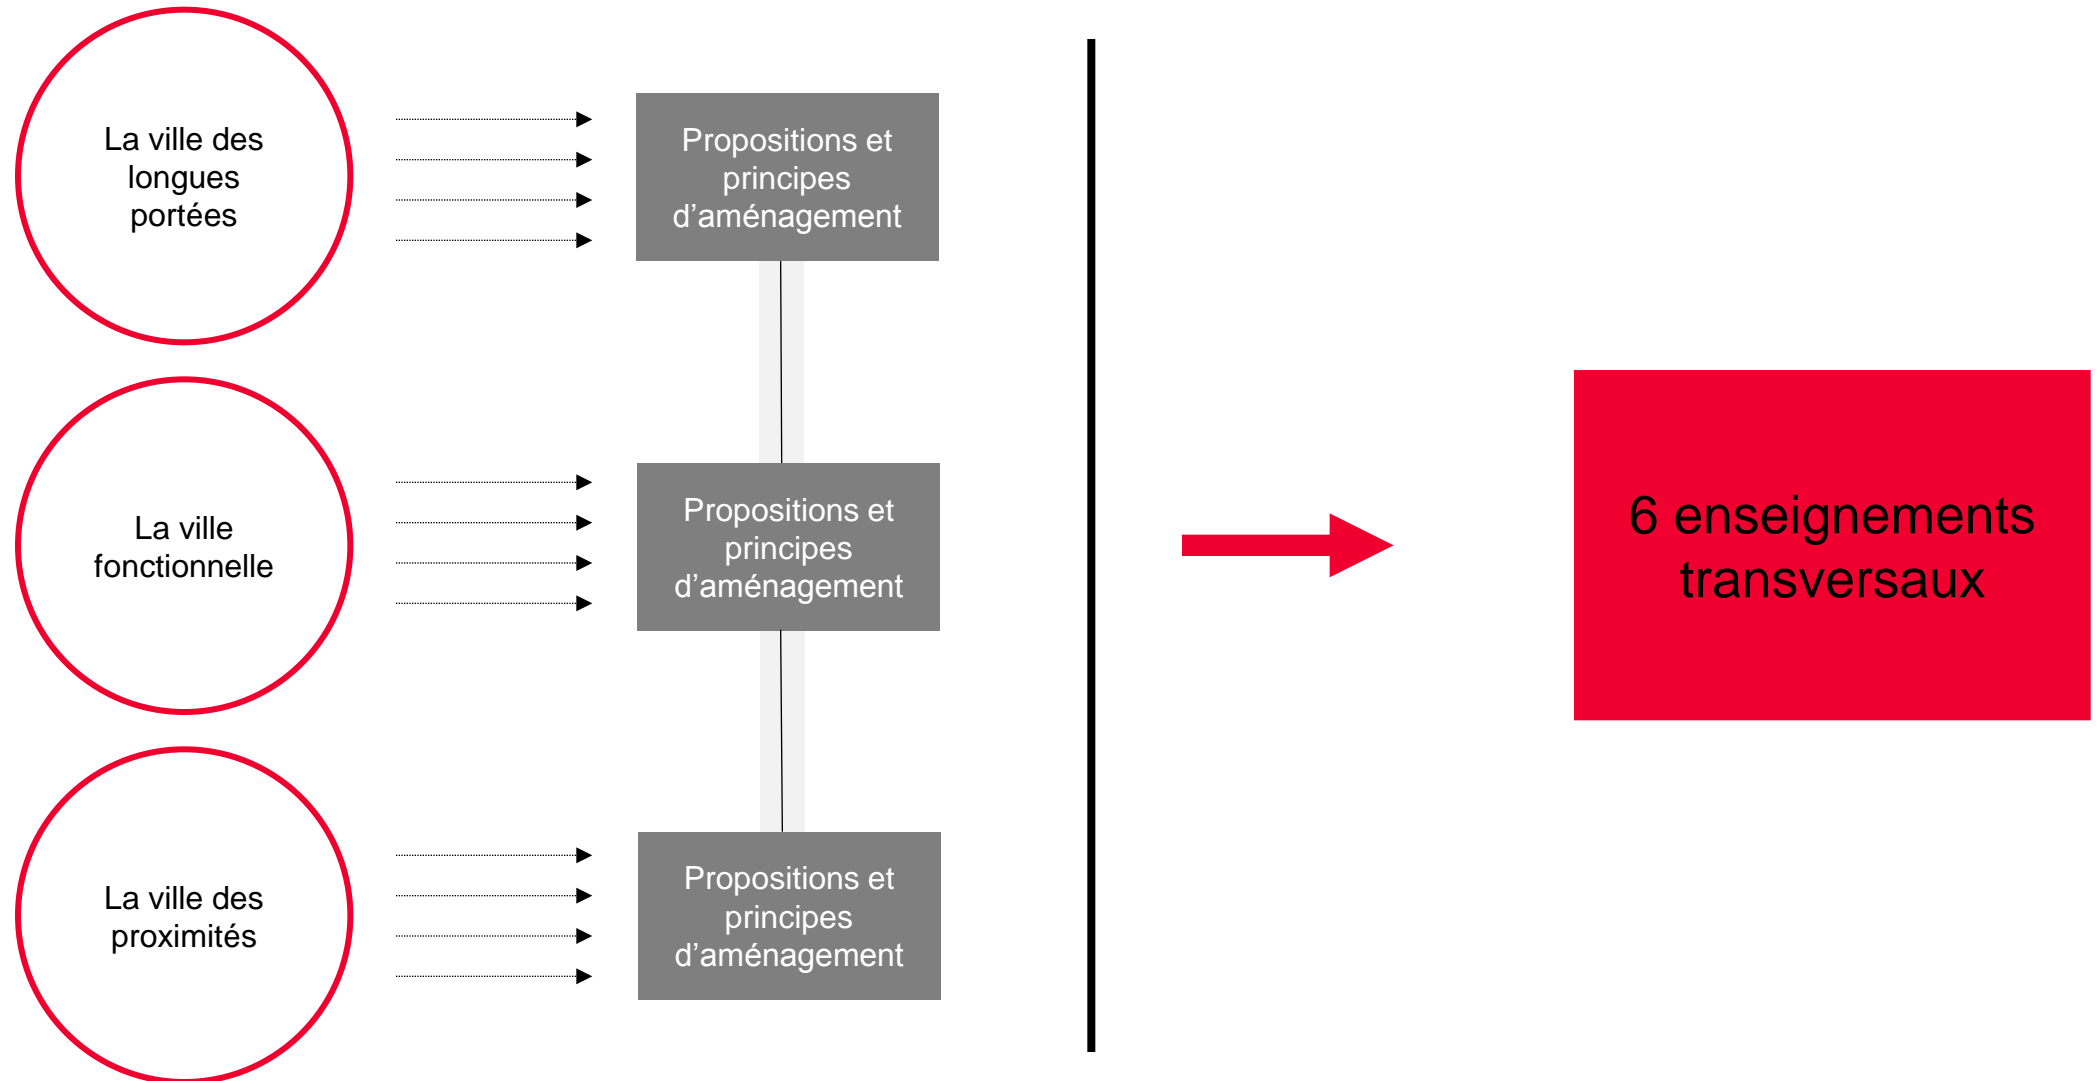 La ville des
longues
portées
Propositions et
principes
d’aménagement
La ville
fonctionnelle
Propositions et
principes
d’aménagement
6 enseignements
transversaux
La ville des
proximités
Propositions et
principes
d’aménagement